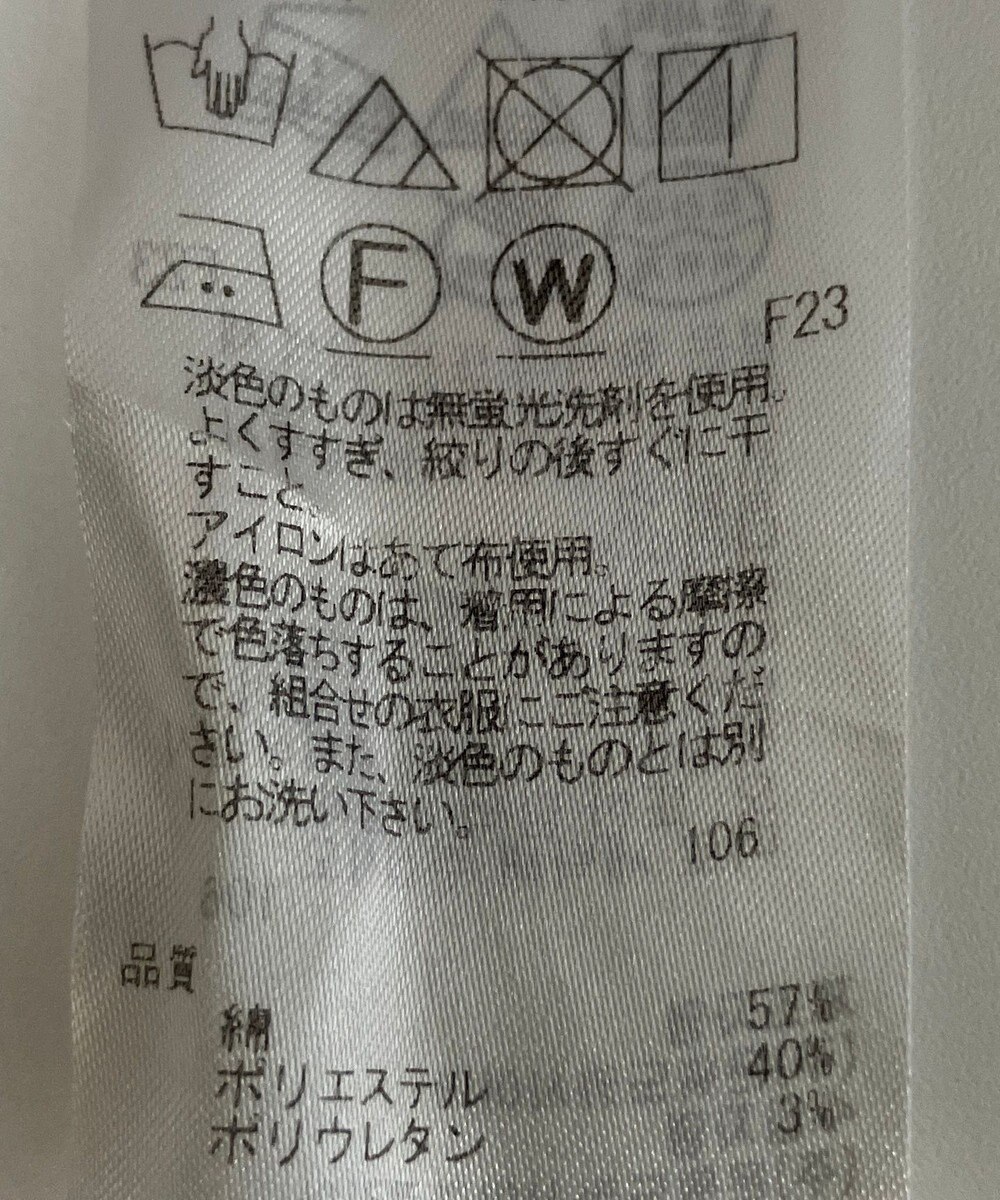 F W
F23
淡色のものは無蛍光洗剤を使用。
よくすすぎ、絞りの後すぐに干
すこと。
アイロンはあて布使用。
濃色のものは、着用による摩擦
で色落ちすることがありますの
で、組合せの衣服にご注意くだ
さい。また、淡色のものとは別
にお洗い下さい。
106
品質
綿 57%
ポリエステル 40%
ポリウレタン 3%